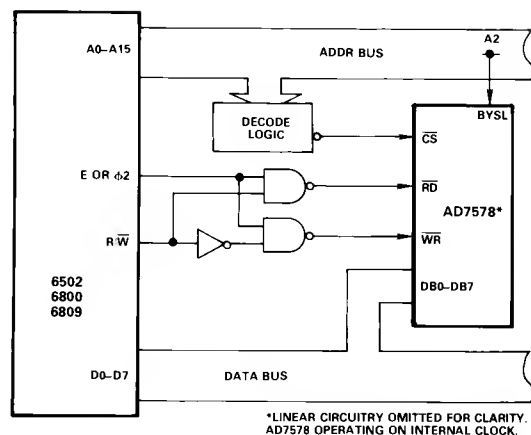 A0–A15
ADDR BUS
A2
DECODE
LOGIC
BYSL
CS
E OR ϕ2
RD
AD7578*
R/W
WR
6502
6800
6809
DB0–DB7
D0–D7
DATA BUS
*LINEAR CIRCUITRY OMITTED FOR CLARITY.
AD7578 OPERATING ON INTERNAL CLOCK.